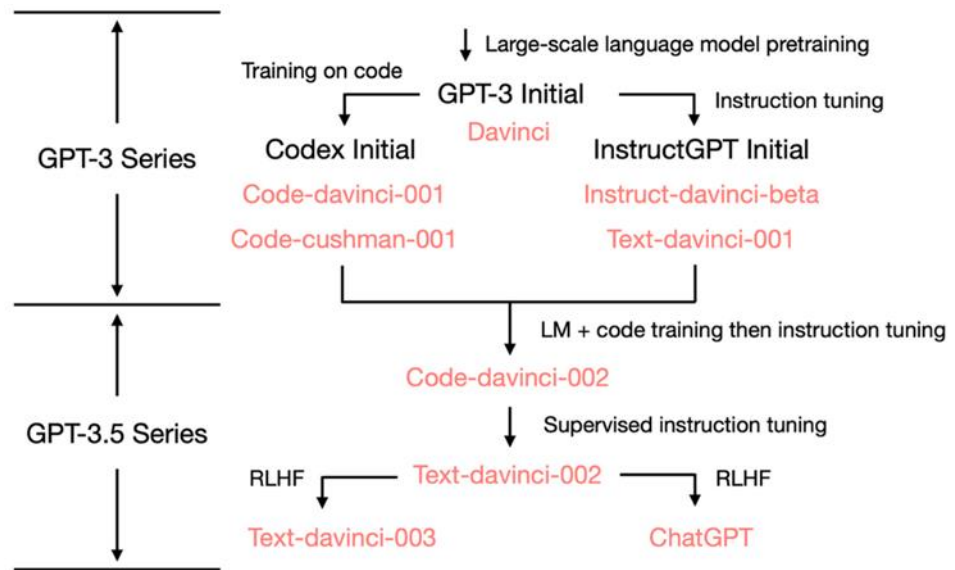 Large-scale language model pretraining
Training on code
GPT-3 Initial
Instruction tuning
Davinci
GPT-3 Series
Codex Initial
InstructGPT Initial
Code-davinci-001
Instruct-davinci-beta
Code-cushman-001
Text-davinci-001
LM + code training then instruction tuning
Code-davinci-002
GPT-3.5 Series
Supervised instruction tuning
RLHF
Text-davinci-002
RLHF
Text-davinci-003
ChatGPT